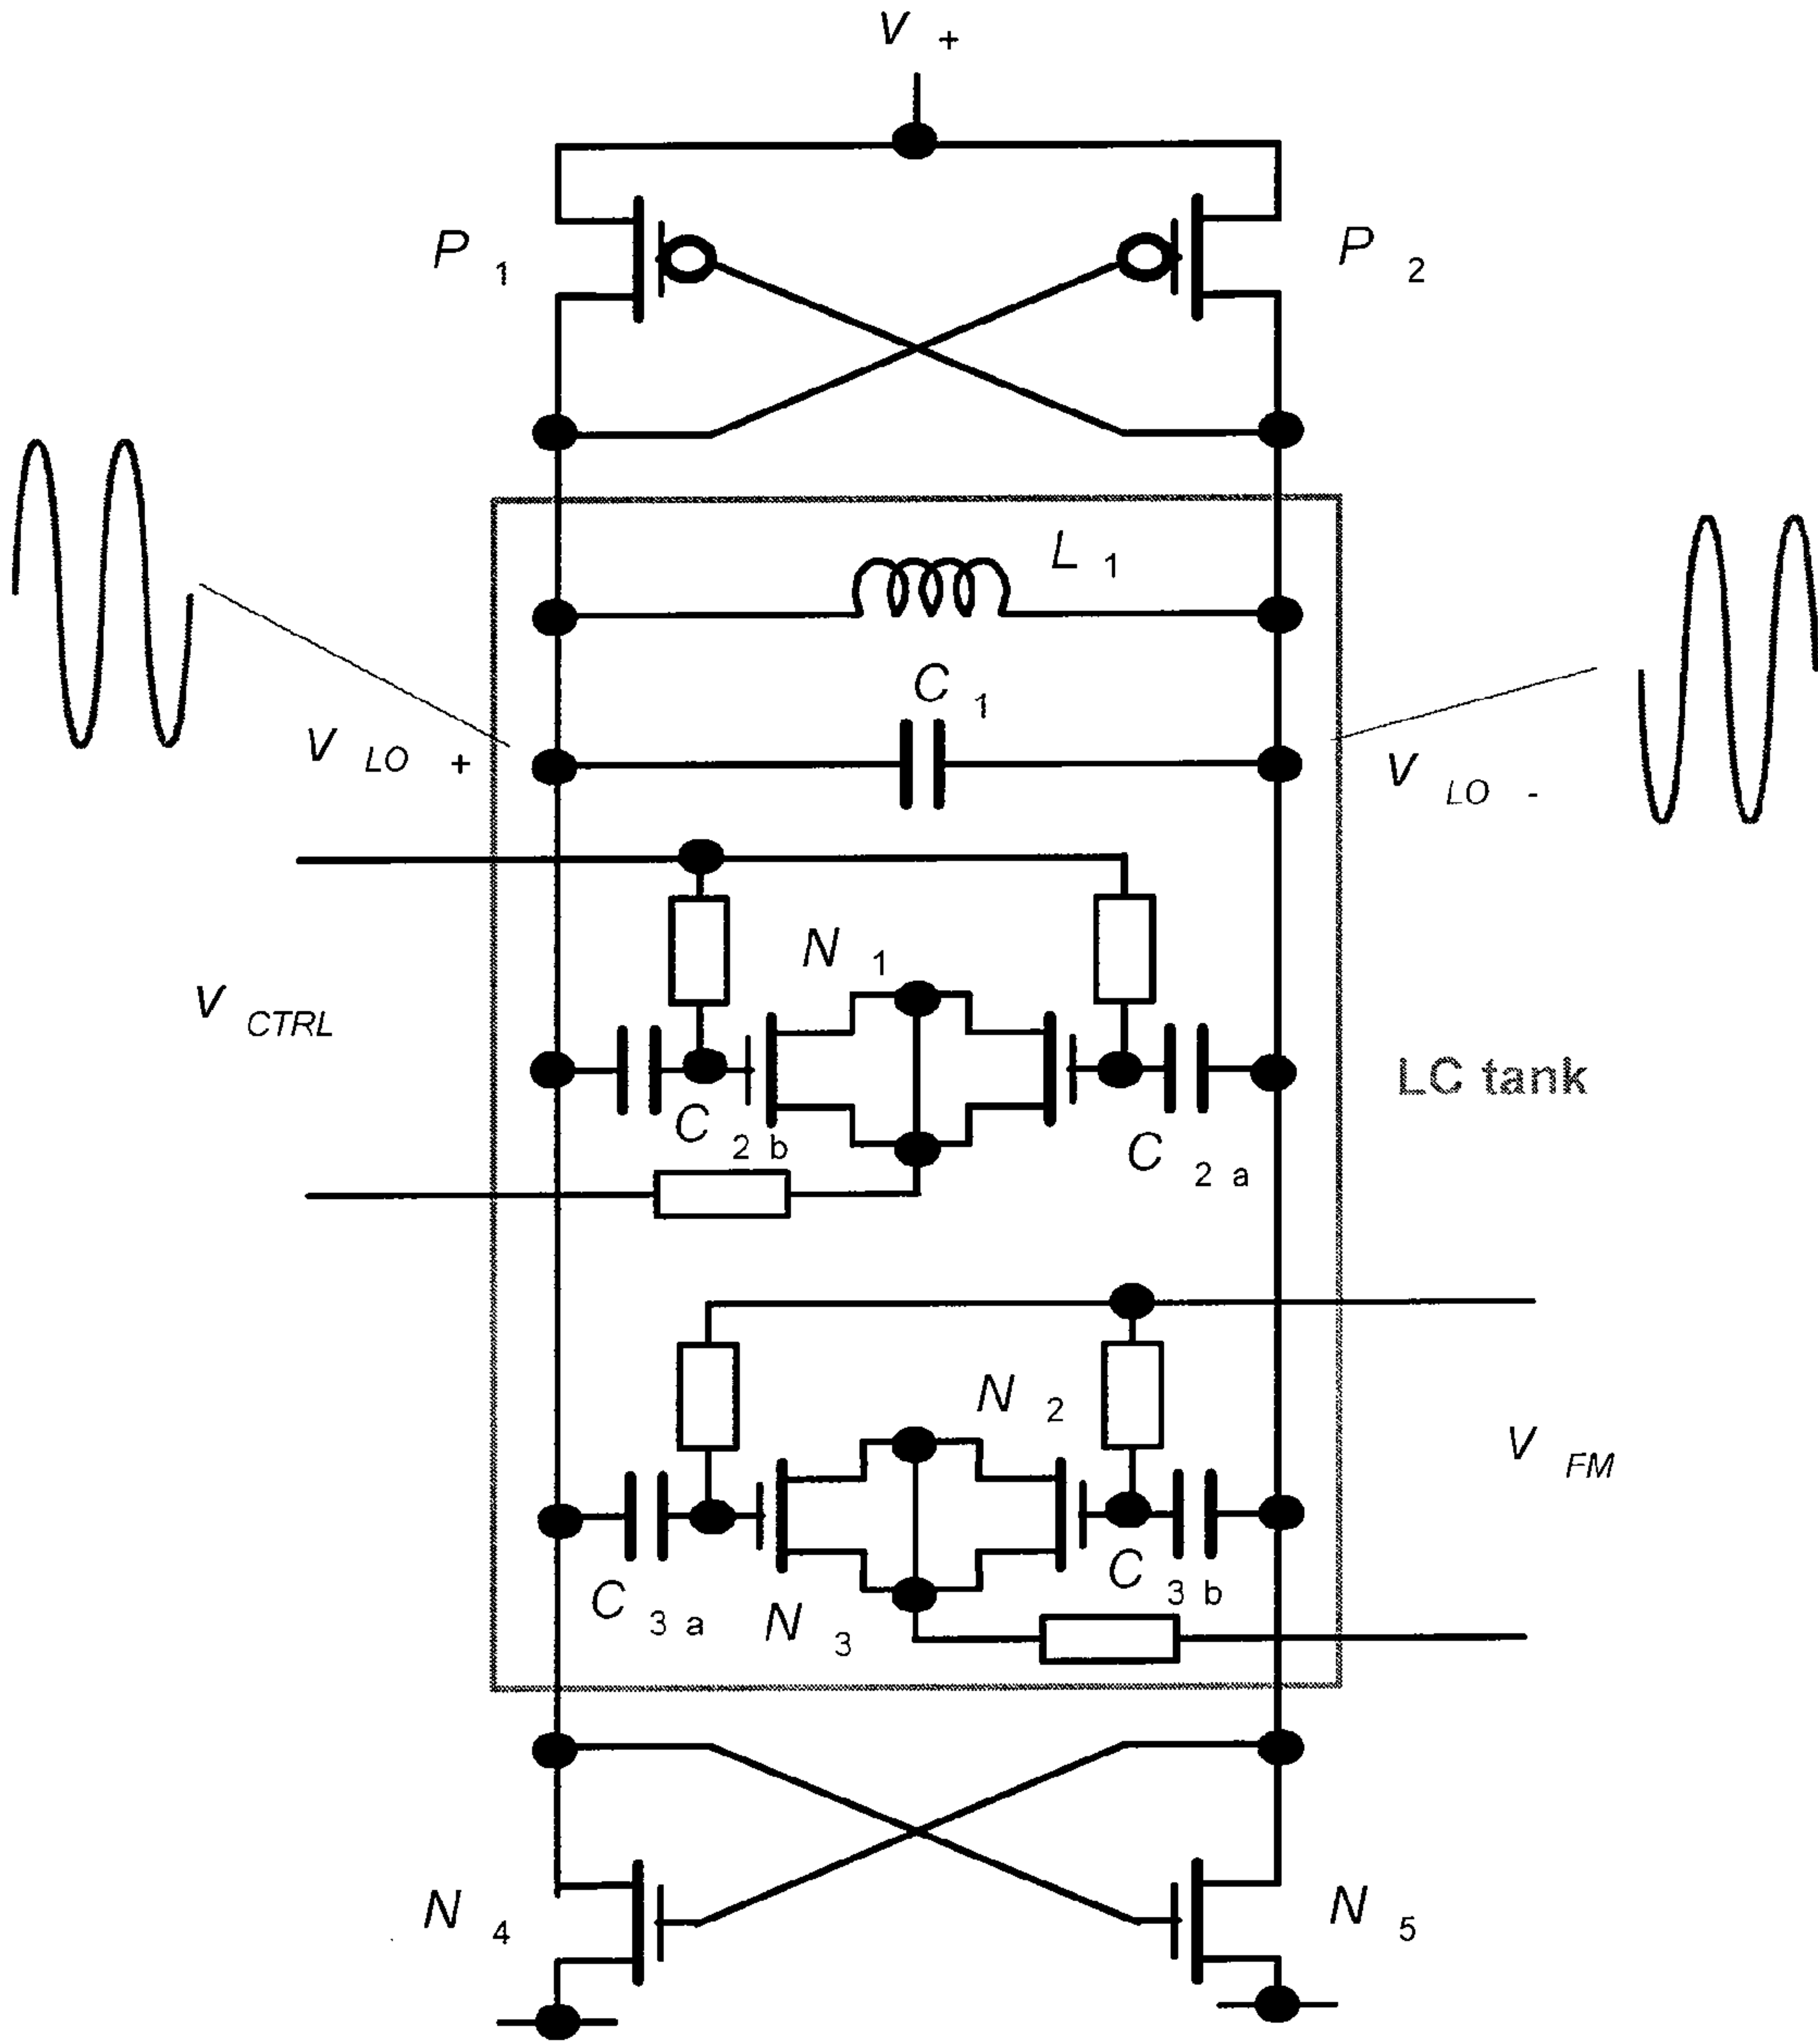 V +
P 1
P 2
L 1
C 1
V LO +
V LO -
N 1
V CTRL
LC tank
C 2 b
C 2 a
N 2
V FM
C 3 a
N 3
C 3 b
N 4
N 5